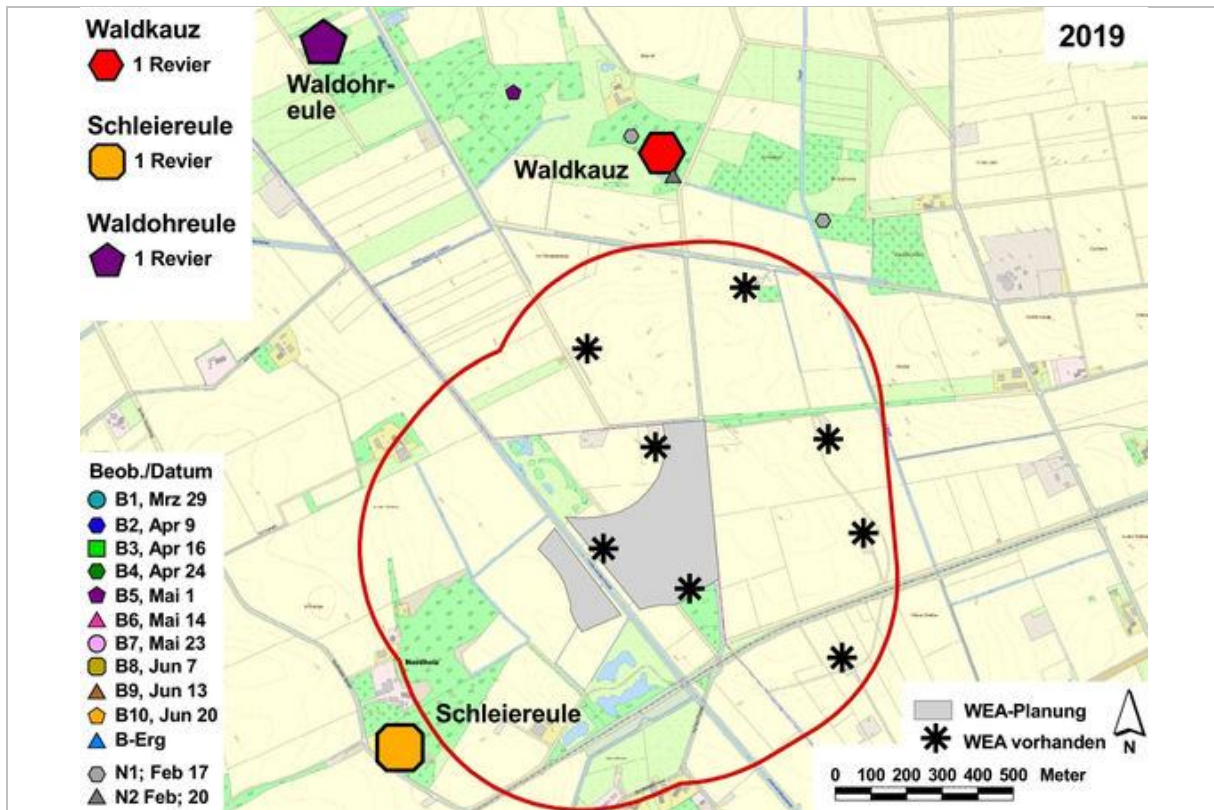 Waldkauz
1 Revier
Schleiereule
1 Revier
Waldohreule
1 Revier
2019
Waldohr-
eule
Waldkauz
Beob./Datum
B1, Mrz 29
B2, Apr 9
B3, Apr 16
B4, Apr 24
B5, Mai 1
B6, Mai 14
B7, Mai 23
B8, Jun 7
B9, Jun 13
B10, Jun 20
B-Erg
N1; Feb 17
N2 Feb; 20
Nordholz
Schleiereule
WEA-Planung
WEA vorhanden
N
0 100 200 300 400 500 Meter